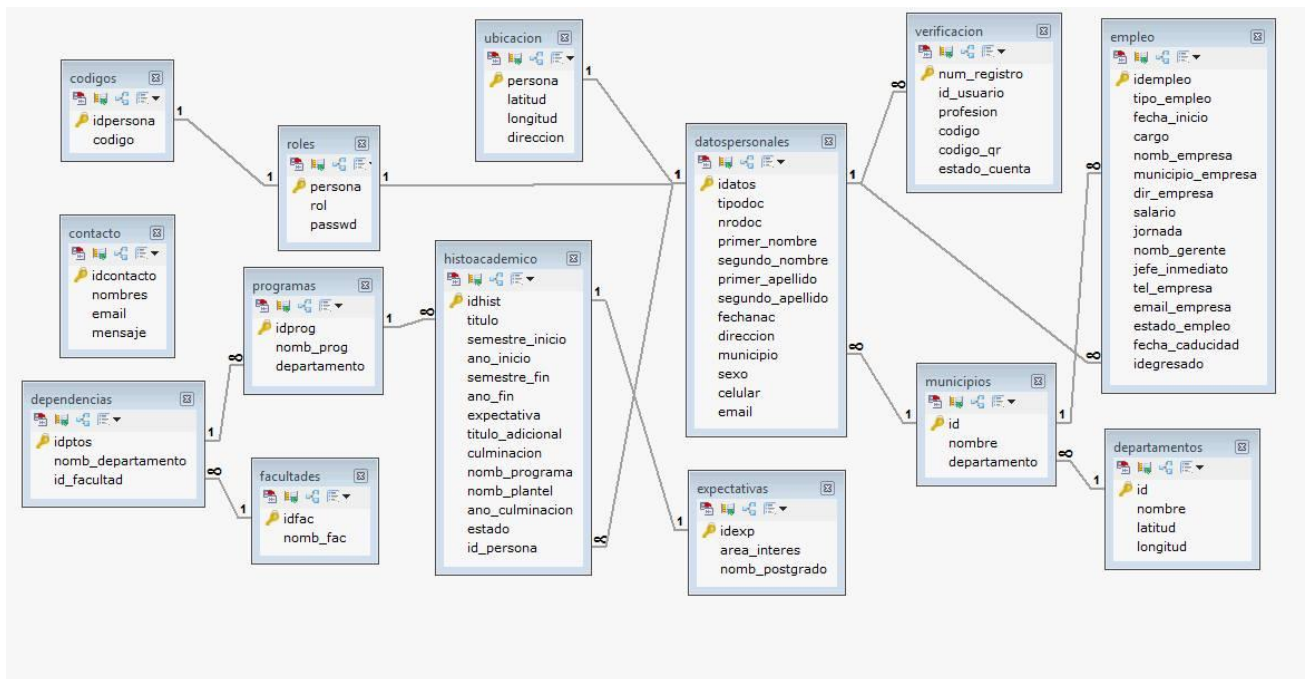 codigos
idpersona
codigo
roles
persona
rol
passwd
ubicacion
persona
latitud
longitud
direccion
datospersonales
idatos
tipodoc
nrodoc
primer_nombre
segundo_nombre
primer_apellido
segundo_apellido
fechanac
direccion
municipio
sexo
celular
email
verificacion
num_registro
id_usuario
profesion
codigo
codigo_qr
estado_cuenta
empleo
idempleo
tipo_empleo
fecha_inicio
cargo
nomb_empresa
municipio_empresa
dir_empresa
salario
jornada
nomb_gerente
jefe_inmediato
tel_empresa
email_empresa
estado_empleo
fecha_caducidad
idegresado
contacto
idcontacto
nombres
email
mensaje
programas
idprog
nomb_prog
departamento
histoacademico
idhist
titulo
semestre_inicio
ano_inicio
semestre_fin
ano_fin
expectativa
titulo_adicional
culminacion
nomb_programa
nomb_plantel
ano_culminacion
estado
id_persona
dependencias
idptos
nomb_departamento
id_facultad
facultades
idfac
nomb_fac
expectativas
idexp
area_interes
nomb_postgrado
municipios
id
nombre
departamento
departamentos
id
nombre
latitud
longitud
1
1
1
1
1
1
1
∞
∞
∞
1
∞
1
∞
1
∞
1
1
∞
∞
1
1
∞
∞
1